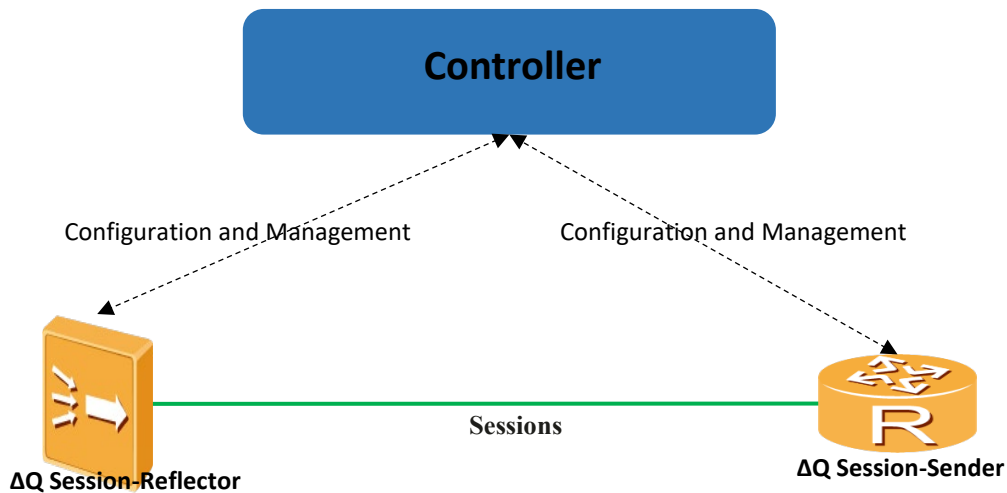 Controller
Configuration and Management
Configuration and Management
Sessions
R
ΔQ Session-Reflector
ΔQ Session-Sender